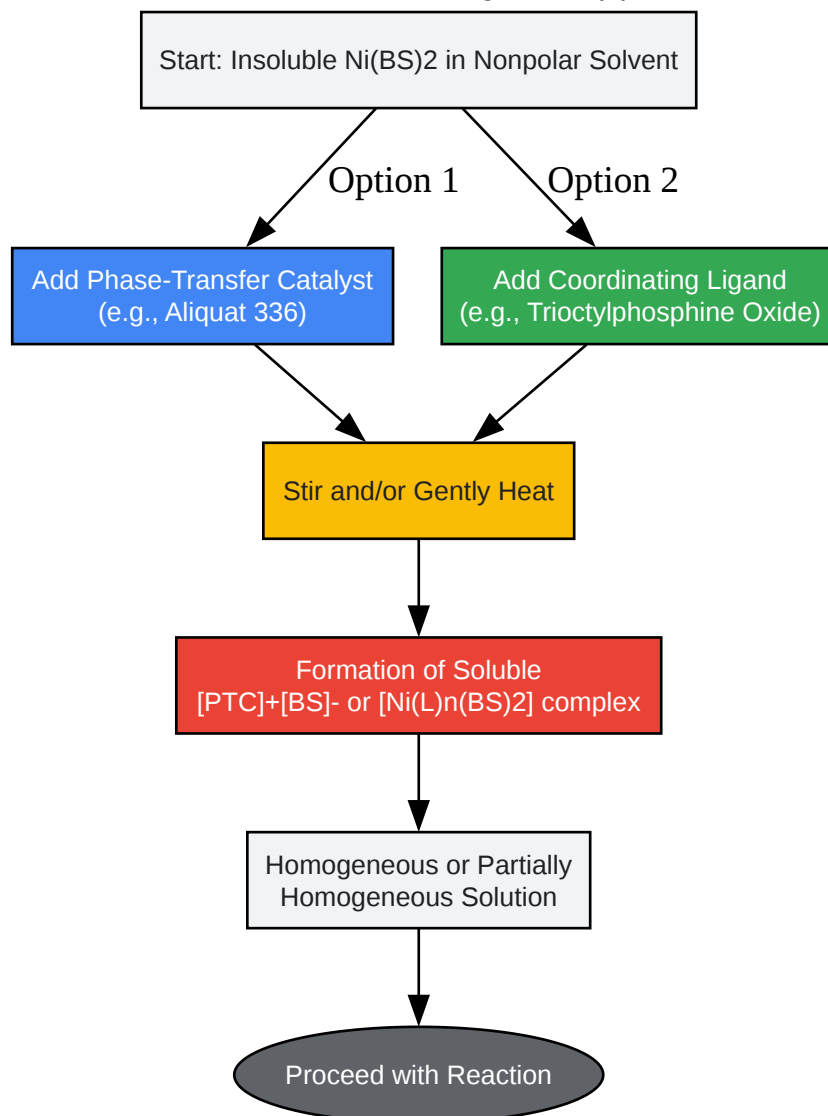 Start: Insoluble Ni(BS)2 in Nonpolar Solvent
Option 1
Option 2
Add Phase-Transfer Catalyst
(e.g., Aliquat 336)
Add Coordinating Ligand
(e.g., Trioctylphosphine Oxide)
Stir and/or Gently Heat
Formation of Soluble
[PTC]+[BS]- or [Ni(L)n(BS)2] complex
Homogeneous or Partially
Homogeneous Solution
Proceed with Reaction